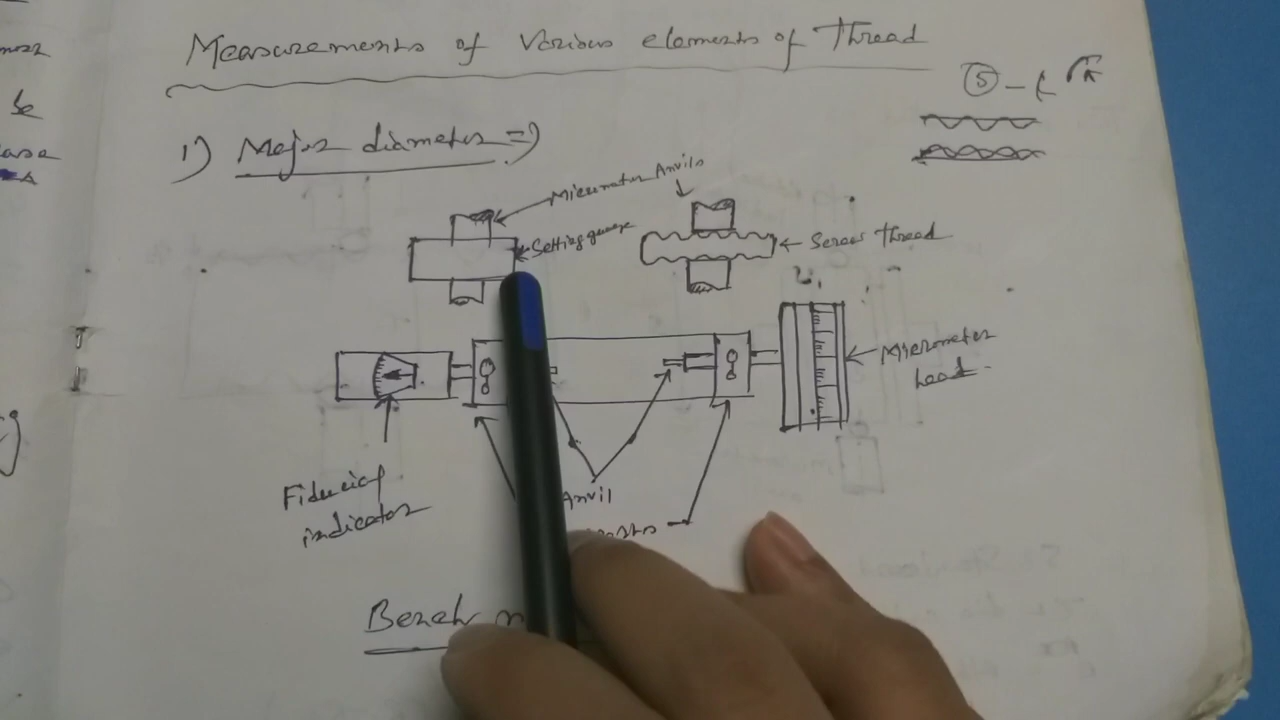 Measurements of Various elements of Thread
1) Major diameter =>
Micrometer Anvils
Setting gauge
Screw thread
Micrometer
head
Fiducial
indicator
Anvil
Bench